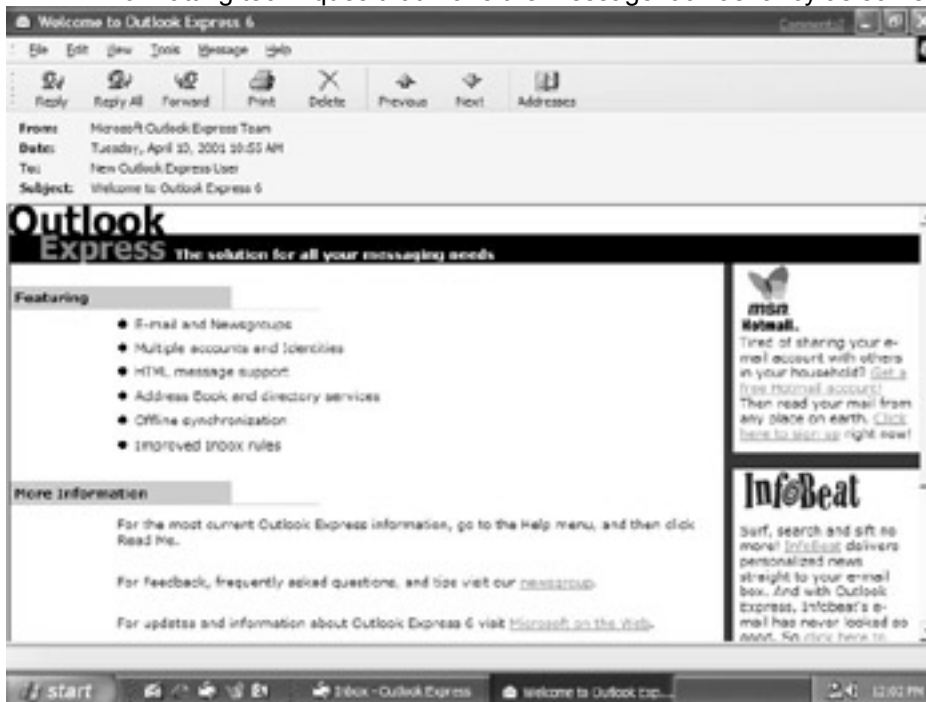 Welcome to Outlook Express 6
Comments?
File Edit View Tools Message Help
Reply Reply All Forward Print Delete Previous Next Addresses
From: Microsoft Outlook Express Team
Date: Tuesday, April 10, 2001 10:55 AM
To: New Outlook Express User
Subject: Welcome to Outlook Express 6
Outlook
Express The solution for all your messaging needs
Featuring
E-mail and Newsgroups
Multiple accounts and Identities
HTML message support
Address Book and directory services
Offline synchronization
Improved Inbox rules
More Information
For the most current Outlook Express information, go to the Help menu, and then click
Read Me.
For feedback, frequently asked questions, and tips visit our newsgroup.
For updates and information about Outlook Express 6 visit Microsoft on the Web.
msn
Hotmail.
Tired of sharing your e-
mail account with others
in your household? Get a
free Hotmail account!
Then read your mail from
any place on earth. Click
here to sign up right now!
InfoBeat
Surf, search and sift no
more! InfoBeat delivers
personalized news
straight to your e-mail
box. And with Outlook
Express, Infobeat's e-
mail has never looked so
good. So click here to
start
Inbox - Outlook Express
Welcome to Outlook Exp...
12:02 PM